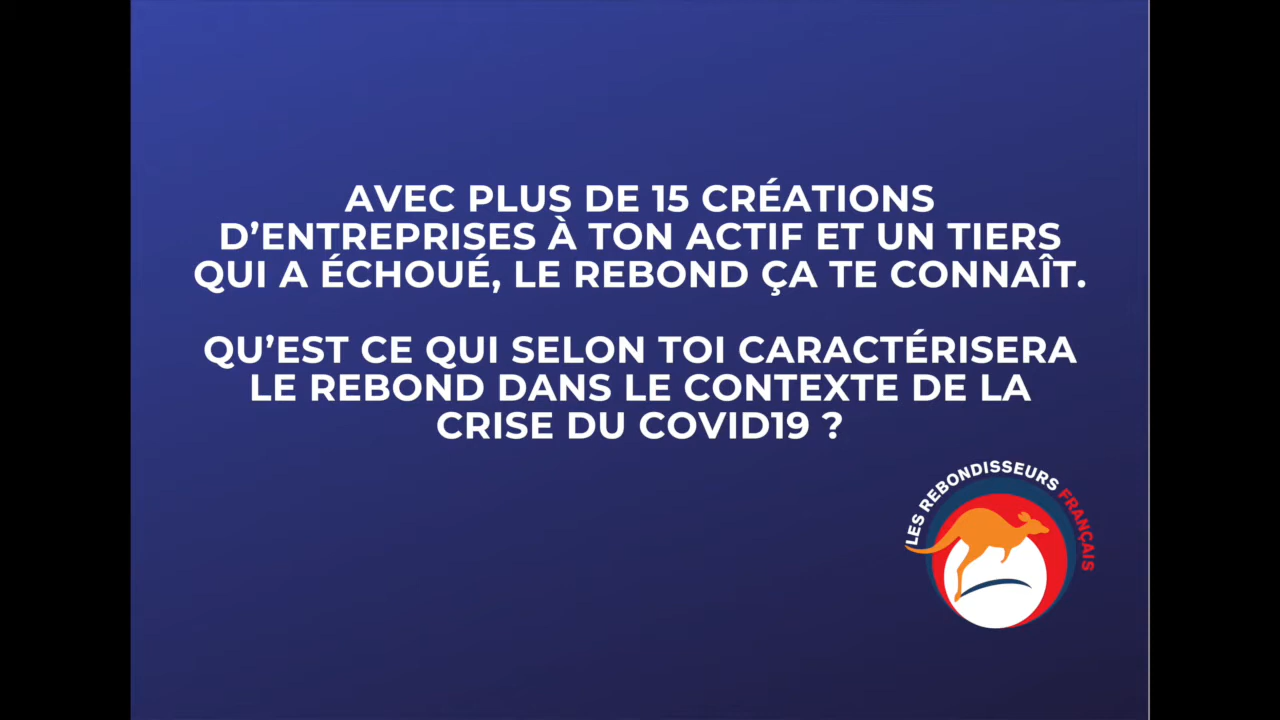 AVEC PLUS DE 15 CRÉATIONS
D’ENTREPRISES À TON ACTIF ET UN TIERS
QUI A ÉCHOUÉ, LE REBOND ÇA TE CONNAÎT.
QU’EST CE QUI SELON TOI CARACTÉRISERA
LE REBOND DANS LE CONTEXTE DE LA
CRISE DU COVID19 ?
LES REBONDISSEURS FRANÇAIS